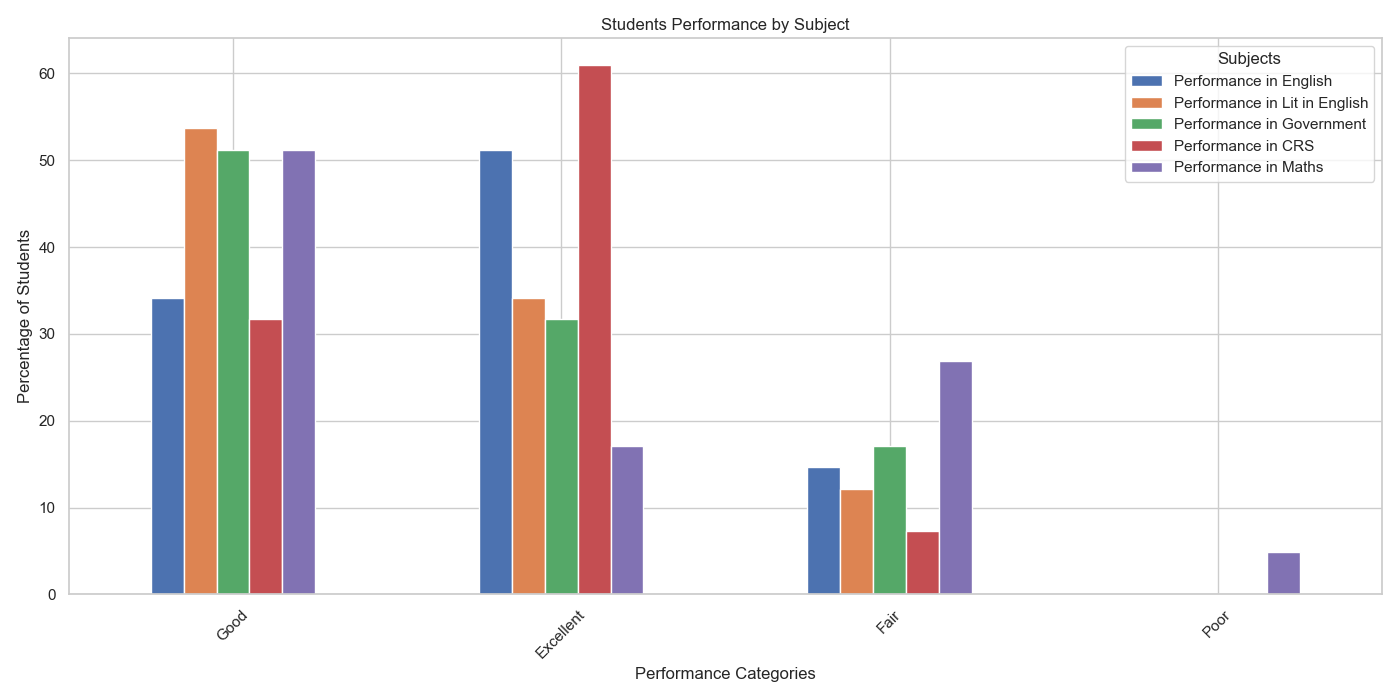 Students Performance by Subject
Subjects
Performance in English
Performance in Lit in English
Performance in Government
Performance in CRS
Performance in Maths
Percentage of Students
60
50
40
30
20
10
0
Good
Excellent
Fair
Poor
Performance Categories